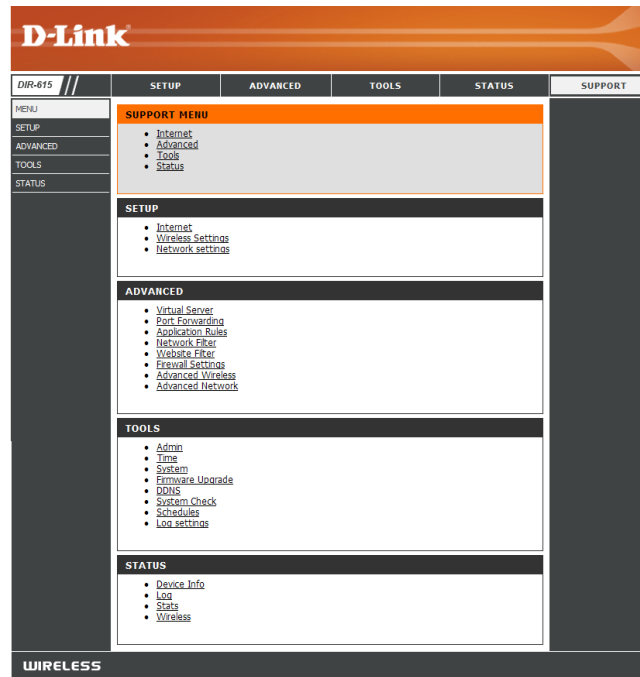 D-Link
DIR-615 // SETUP ADVANCED TOOLS STATUS SUPPORT
MENU
SETUP
ADVANCED
TOOLS
STATUS
SUPPORT MENU
Internet
Advanced
Tools
Status
SETUP
Internet
Wireless Settings
Network settings
ADVANCED
Virtual Server
Port Forwarding
Application Rules
Network Filter
Website Filter
Firewall Settings
Advanced Wireless
Advanced Network
TOOLS
Admin
Time
System
Firmware Upgrade
DDNS
System Check
Schedules
Log settings
STATUS
Device Info
Log
Stats
Wireless
WIRELESS